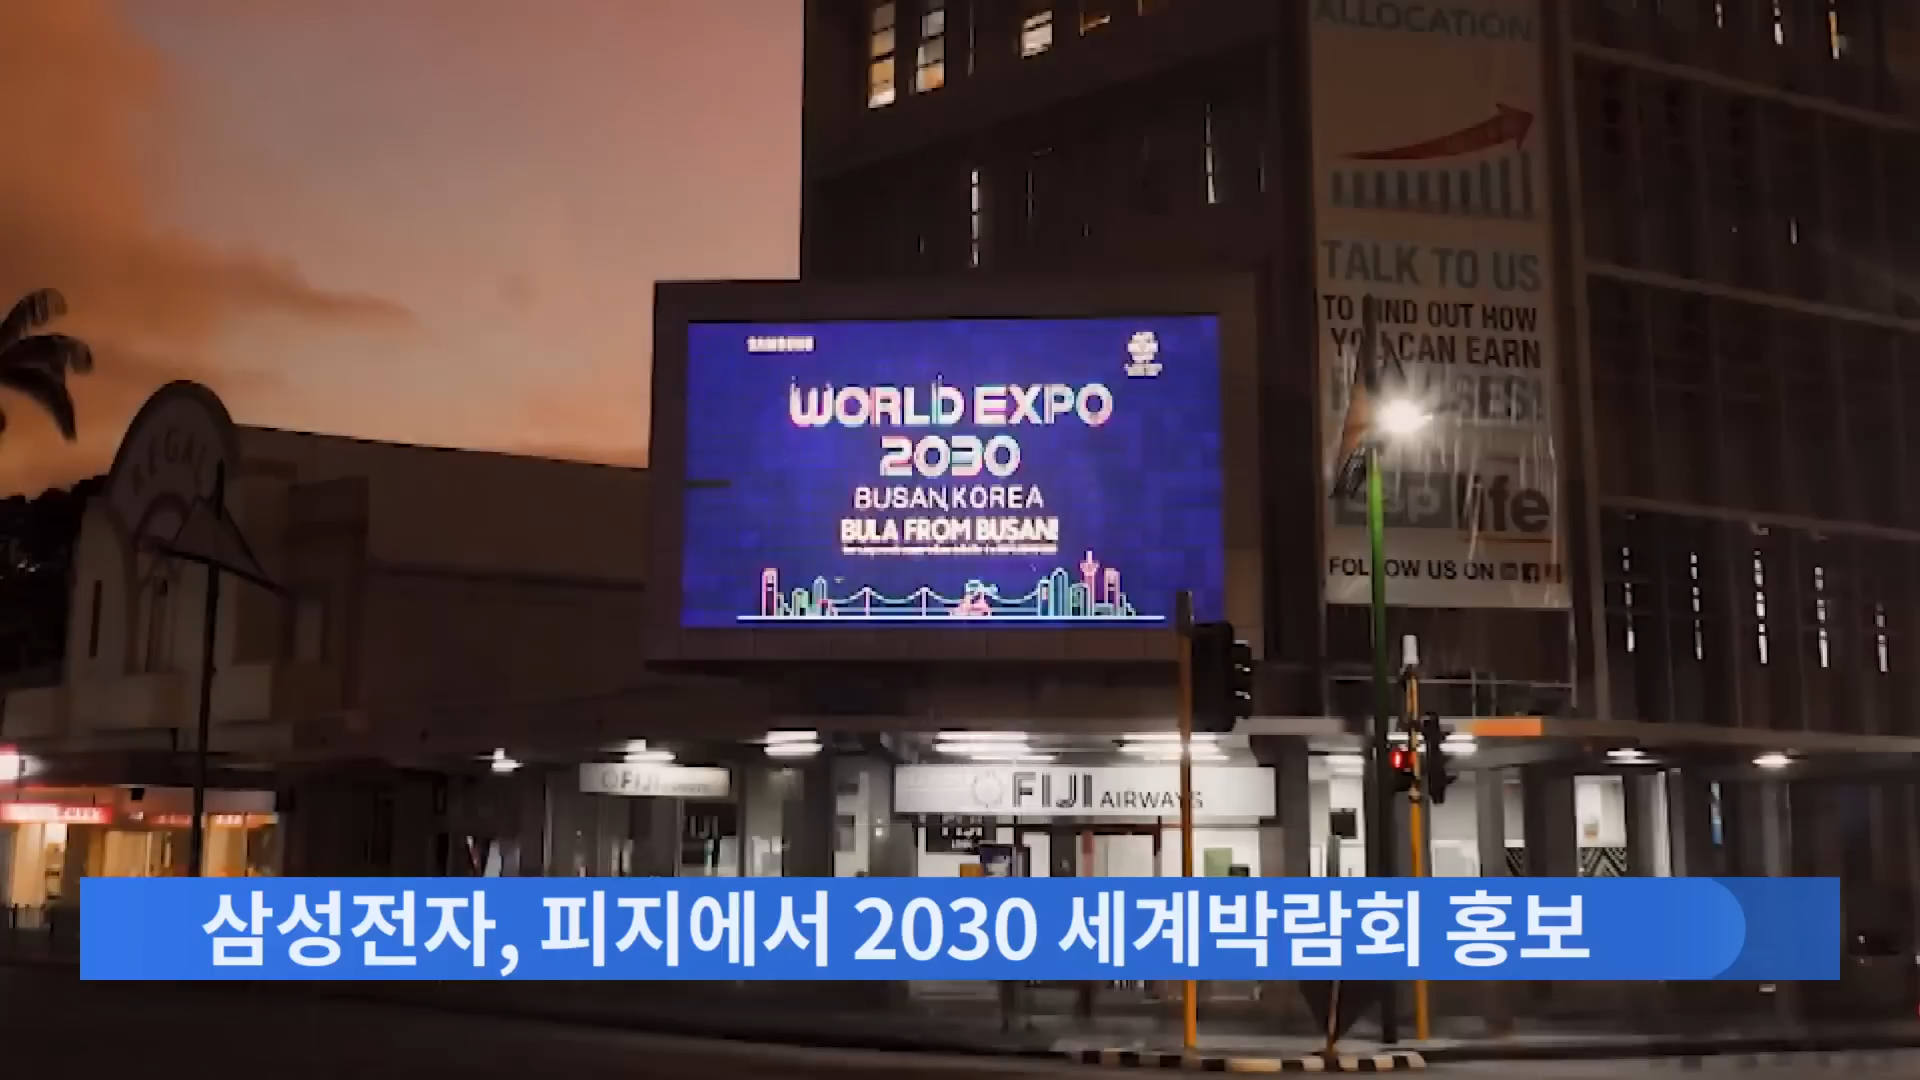 ALLOCATION
TALK TO US
TO FIND OUT HOW
YOU CAN EARN
life
FOLLOW US ON
REGAL
SAMSUNG
WORLD EXPO
2030
BUSAN, KOREA
BULA FROM BUSAN!
FIJI
FIJI AIRWAYS
삼성전자, 피지에서 2030 세계박람회 홍보